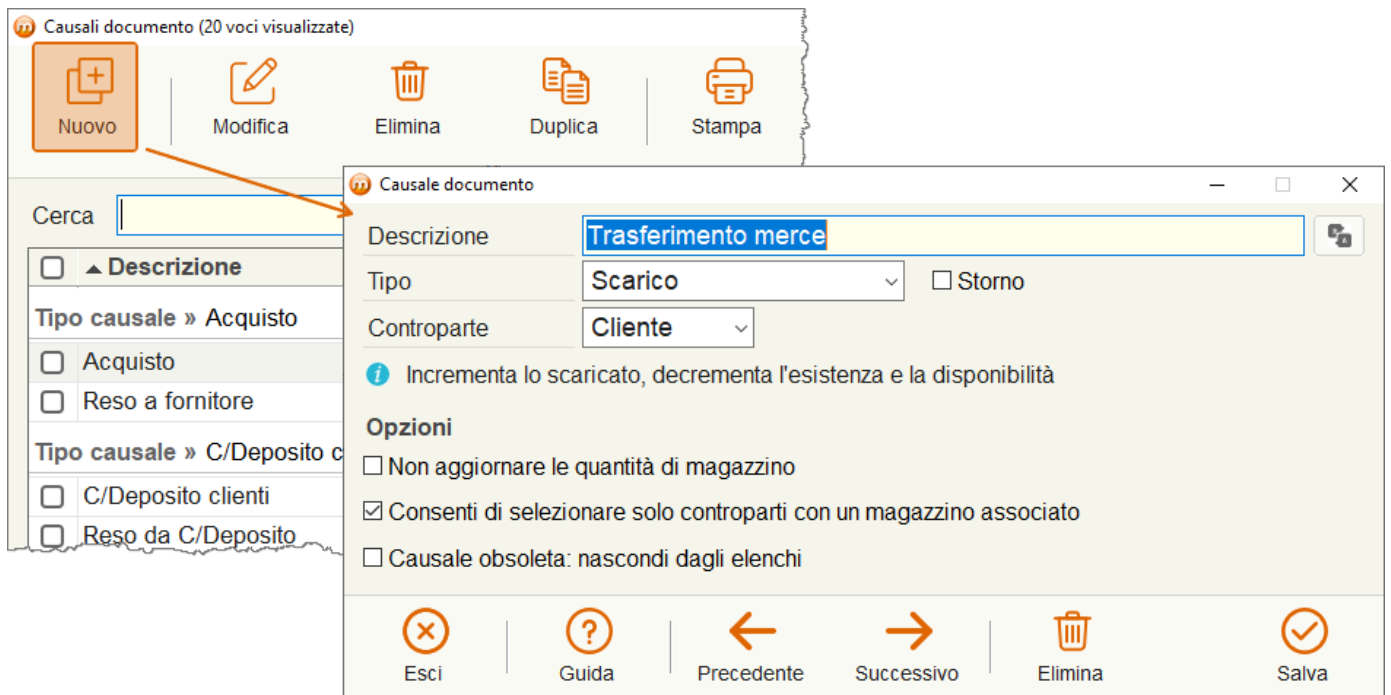 Causali documento (20 voci visualizzate)
Nuovo Modifica Elimina Duplica Stampa
Cerca
Descrizione
Tipo causale » Acquisto
Acquisto
Reso a fornitore
Tipo causale » C/Deposito c
C/Deposito clienti
Reso da C/Deposito
Causale documento
Descrizione Trasferimento merce
Tipo Scarico Storno
Controparte Cliente
Incrementa lo scaricato, decrementa l'esistenza e la disponibilità
Opzioni
Non aggiornare le quantità di magazzino
Consenti di selezionare solo controparti con un magazzino associato
Causale obsoleta: nascondi dagli elenchi
Esci Guida Precedente Successivo Elimina Salva